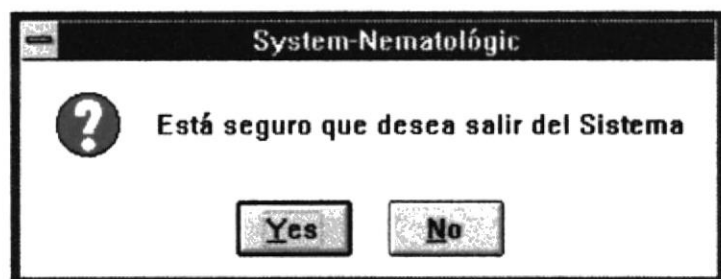 System-Nematológic
Está seguro que desea salir del Sistema
Yes
No